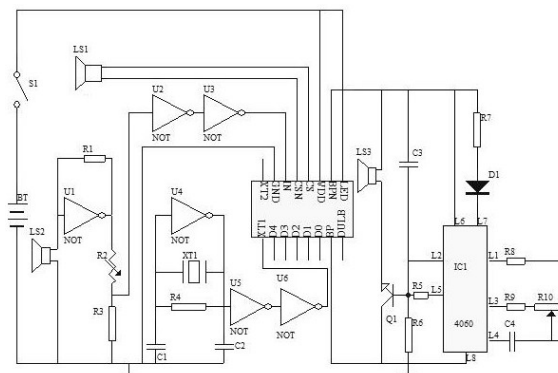 S1
LS1
U2
U3
NOT
NOT
R1
U1
NOT
BT
LS2
R2
R3
U4
NOT
XT1
R4
C1
C2
U5
NOT
U6
NOT
XT2
GND
IN
CSN
CS
VDD
BPN
LED
XT1
D4
D3
D2
D1
D0
BP
DULB
LS3
C3
R7
D1
L6
L7
L2
IC1
4060
L1
R8
R5
L5
L3
R9
R10
Q1
R6
L4
C4
L8